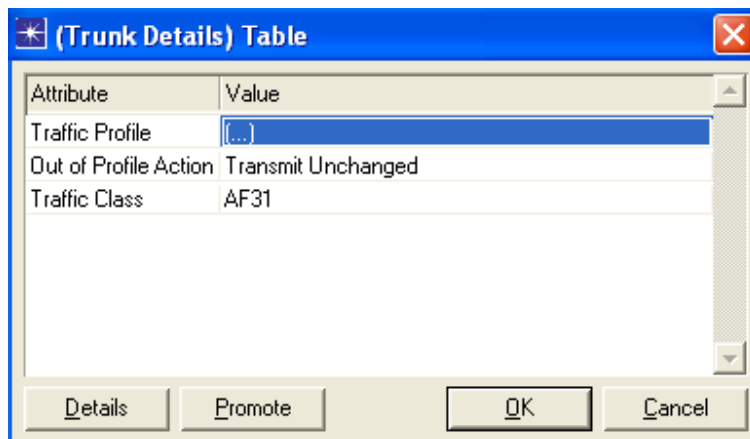 (Trunk Details) Table
Attribute Value
Traffic Profile (...)
Out of Profile Action Transmit Unchanged
Traffic Class AF31
Details Promote OK Cancel